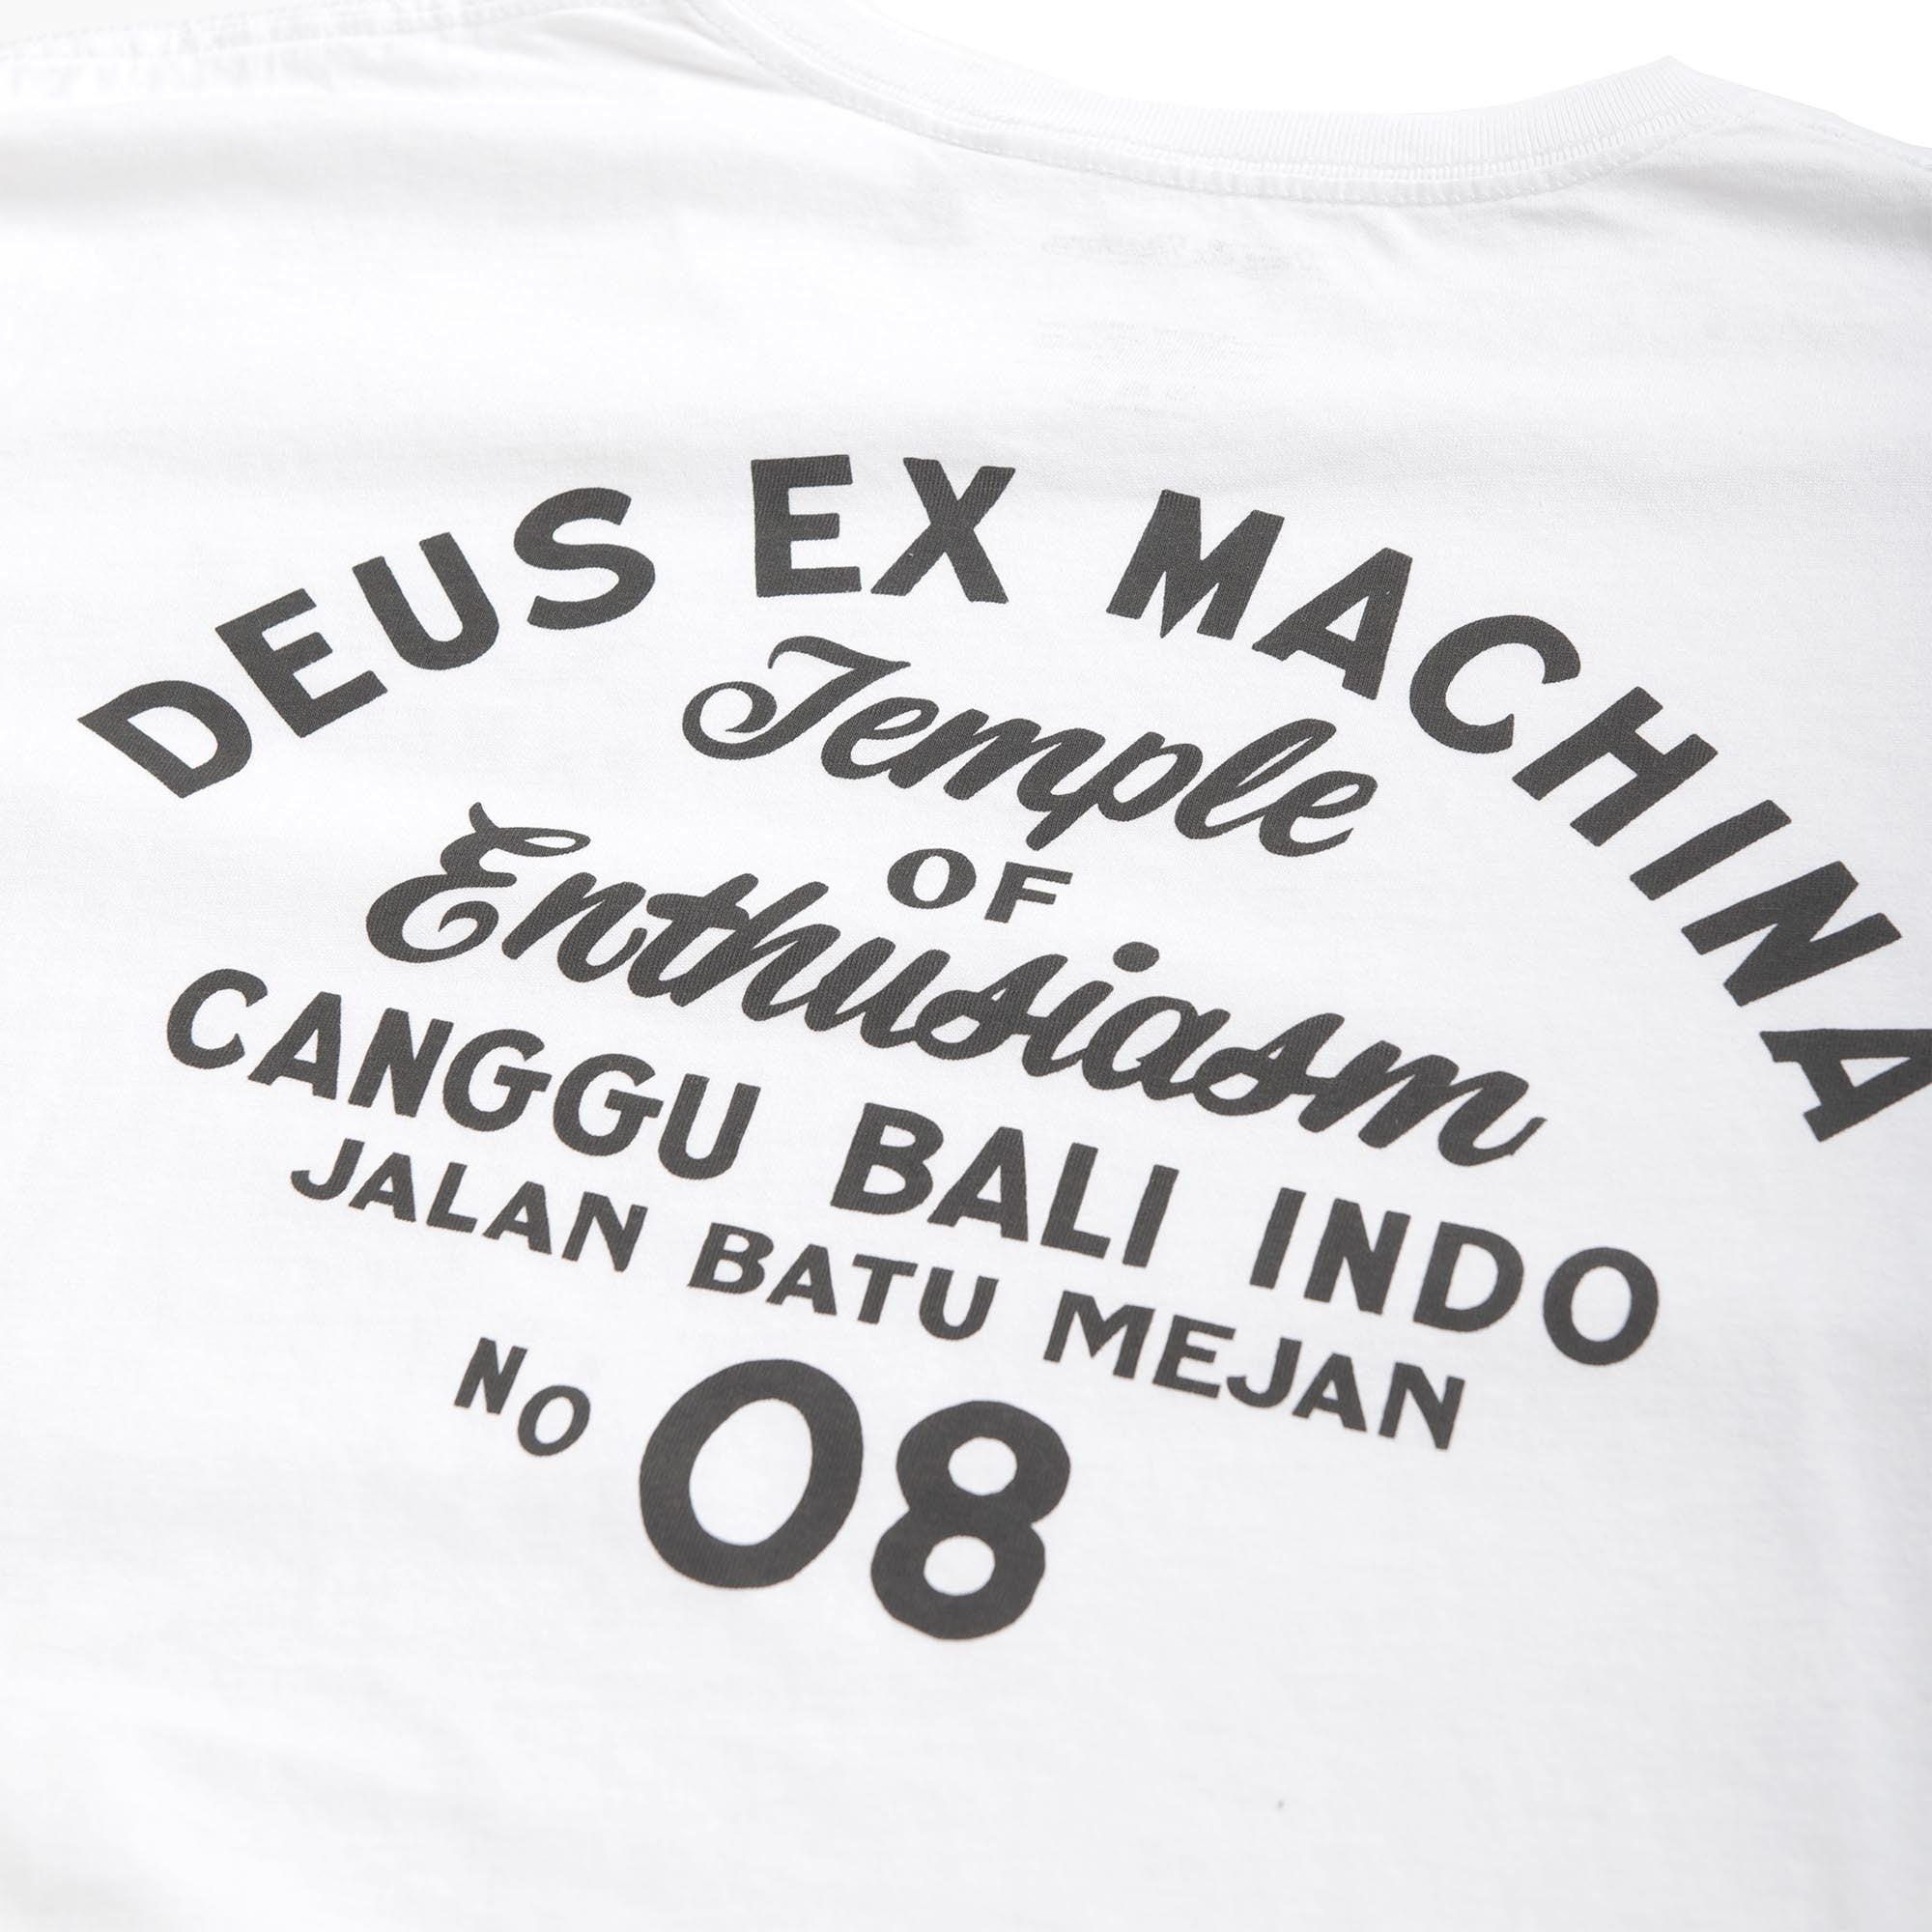 DEUS EX MACHINA
Temple
OF
Enthusiasm
CANGGU BALI INDO
JALAN BATU MEJAN
NO 08